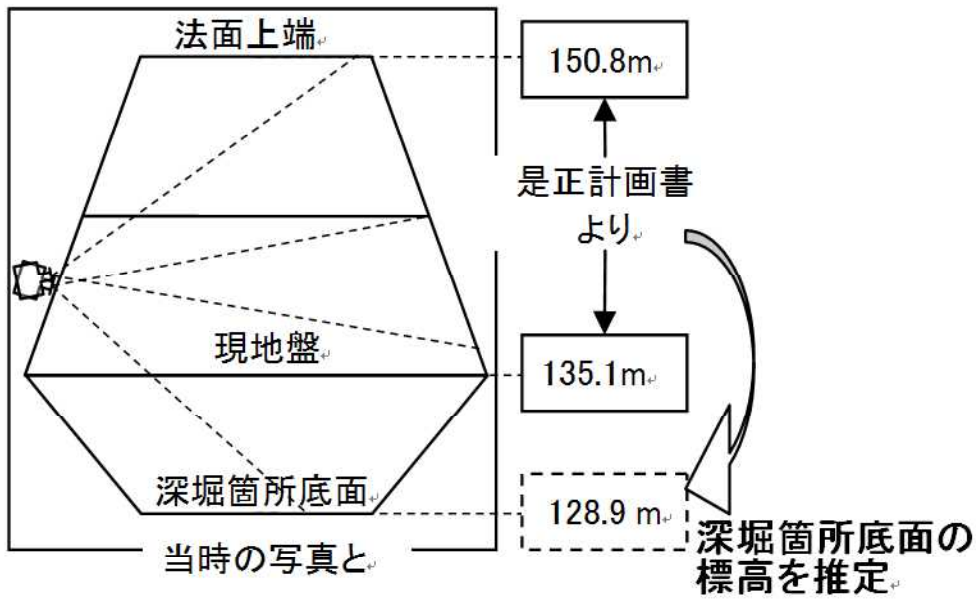 法面上端
150.8m
是正計画書
より
現地盤
135.1m
深堀箇所底面
128.9 m
深堀箇所底面の
標高を推定
当時の写真と